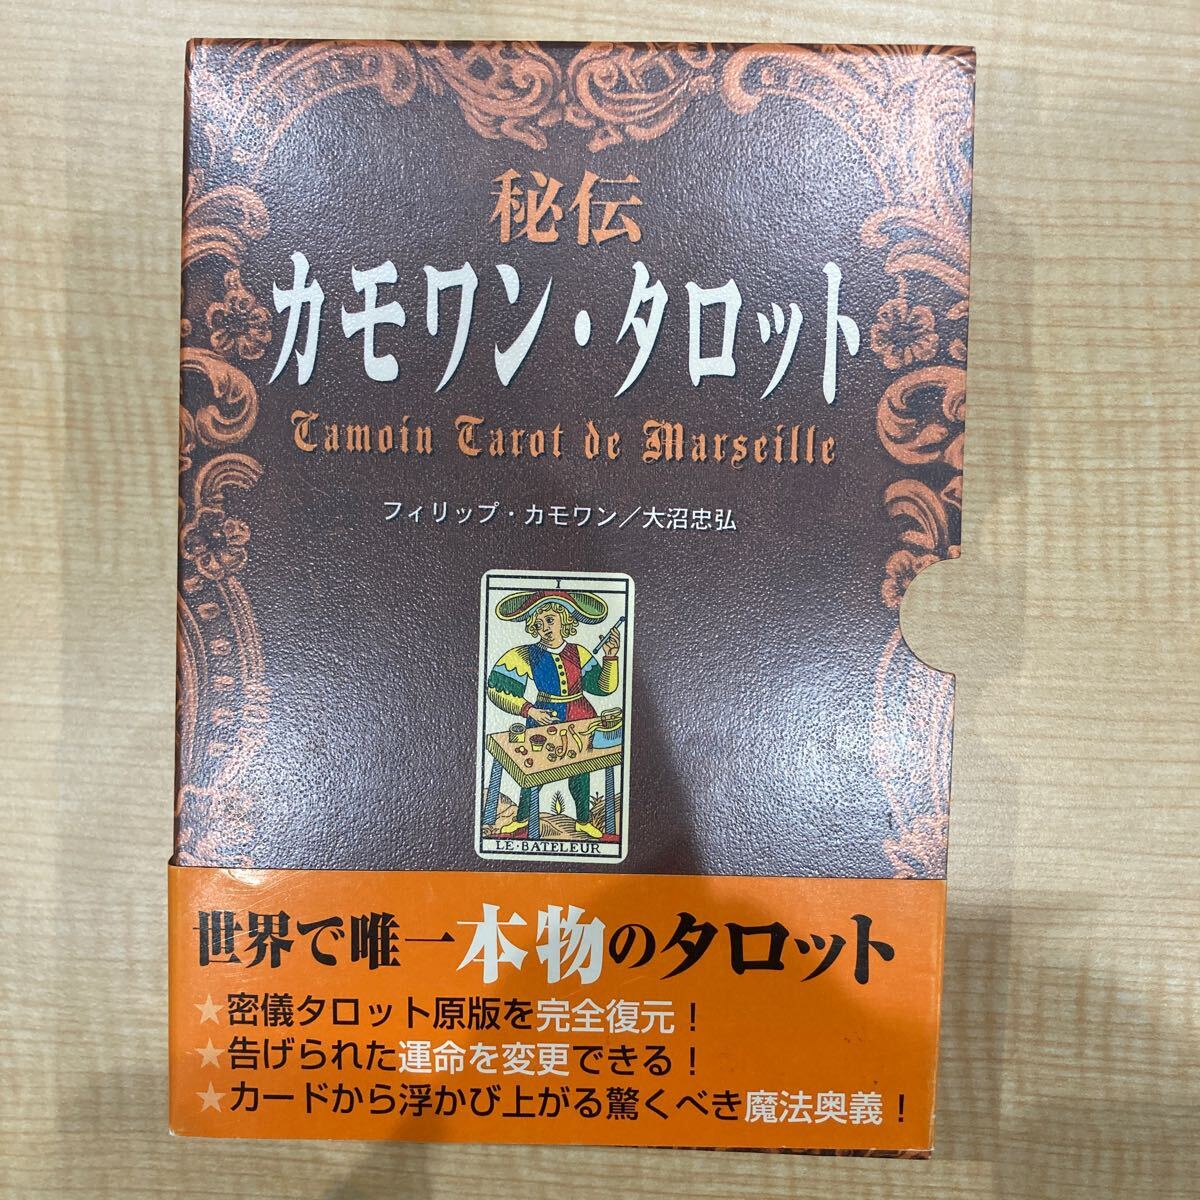 秘伝
カモワン・タロット
Camoin Tarot de Marseille
フィリップ・カモワン／大沼忠弘
I
LE·BATELEUR
世界で唯一本物のタロット
★密儀タロット原版を完全復元！
★告げられた運命を変更できる！
★カードから浮かび上がる驚くべき魔法奥義！